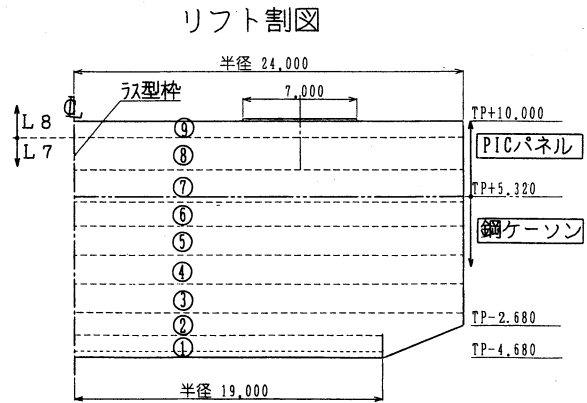 リフト割図
半径 24,000
ラス型枠
7,000
℄
TP+10,000
L8
L7
PICパネル
TP+5.320
鋼ケーソン
⑨
⑧
⑦
⑥
⑤
④
③
②
①
TP-2.680
TP-4.680
半径 19,000